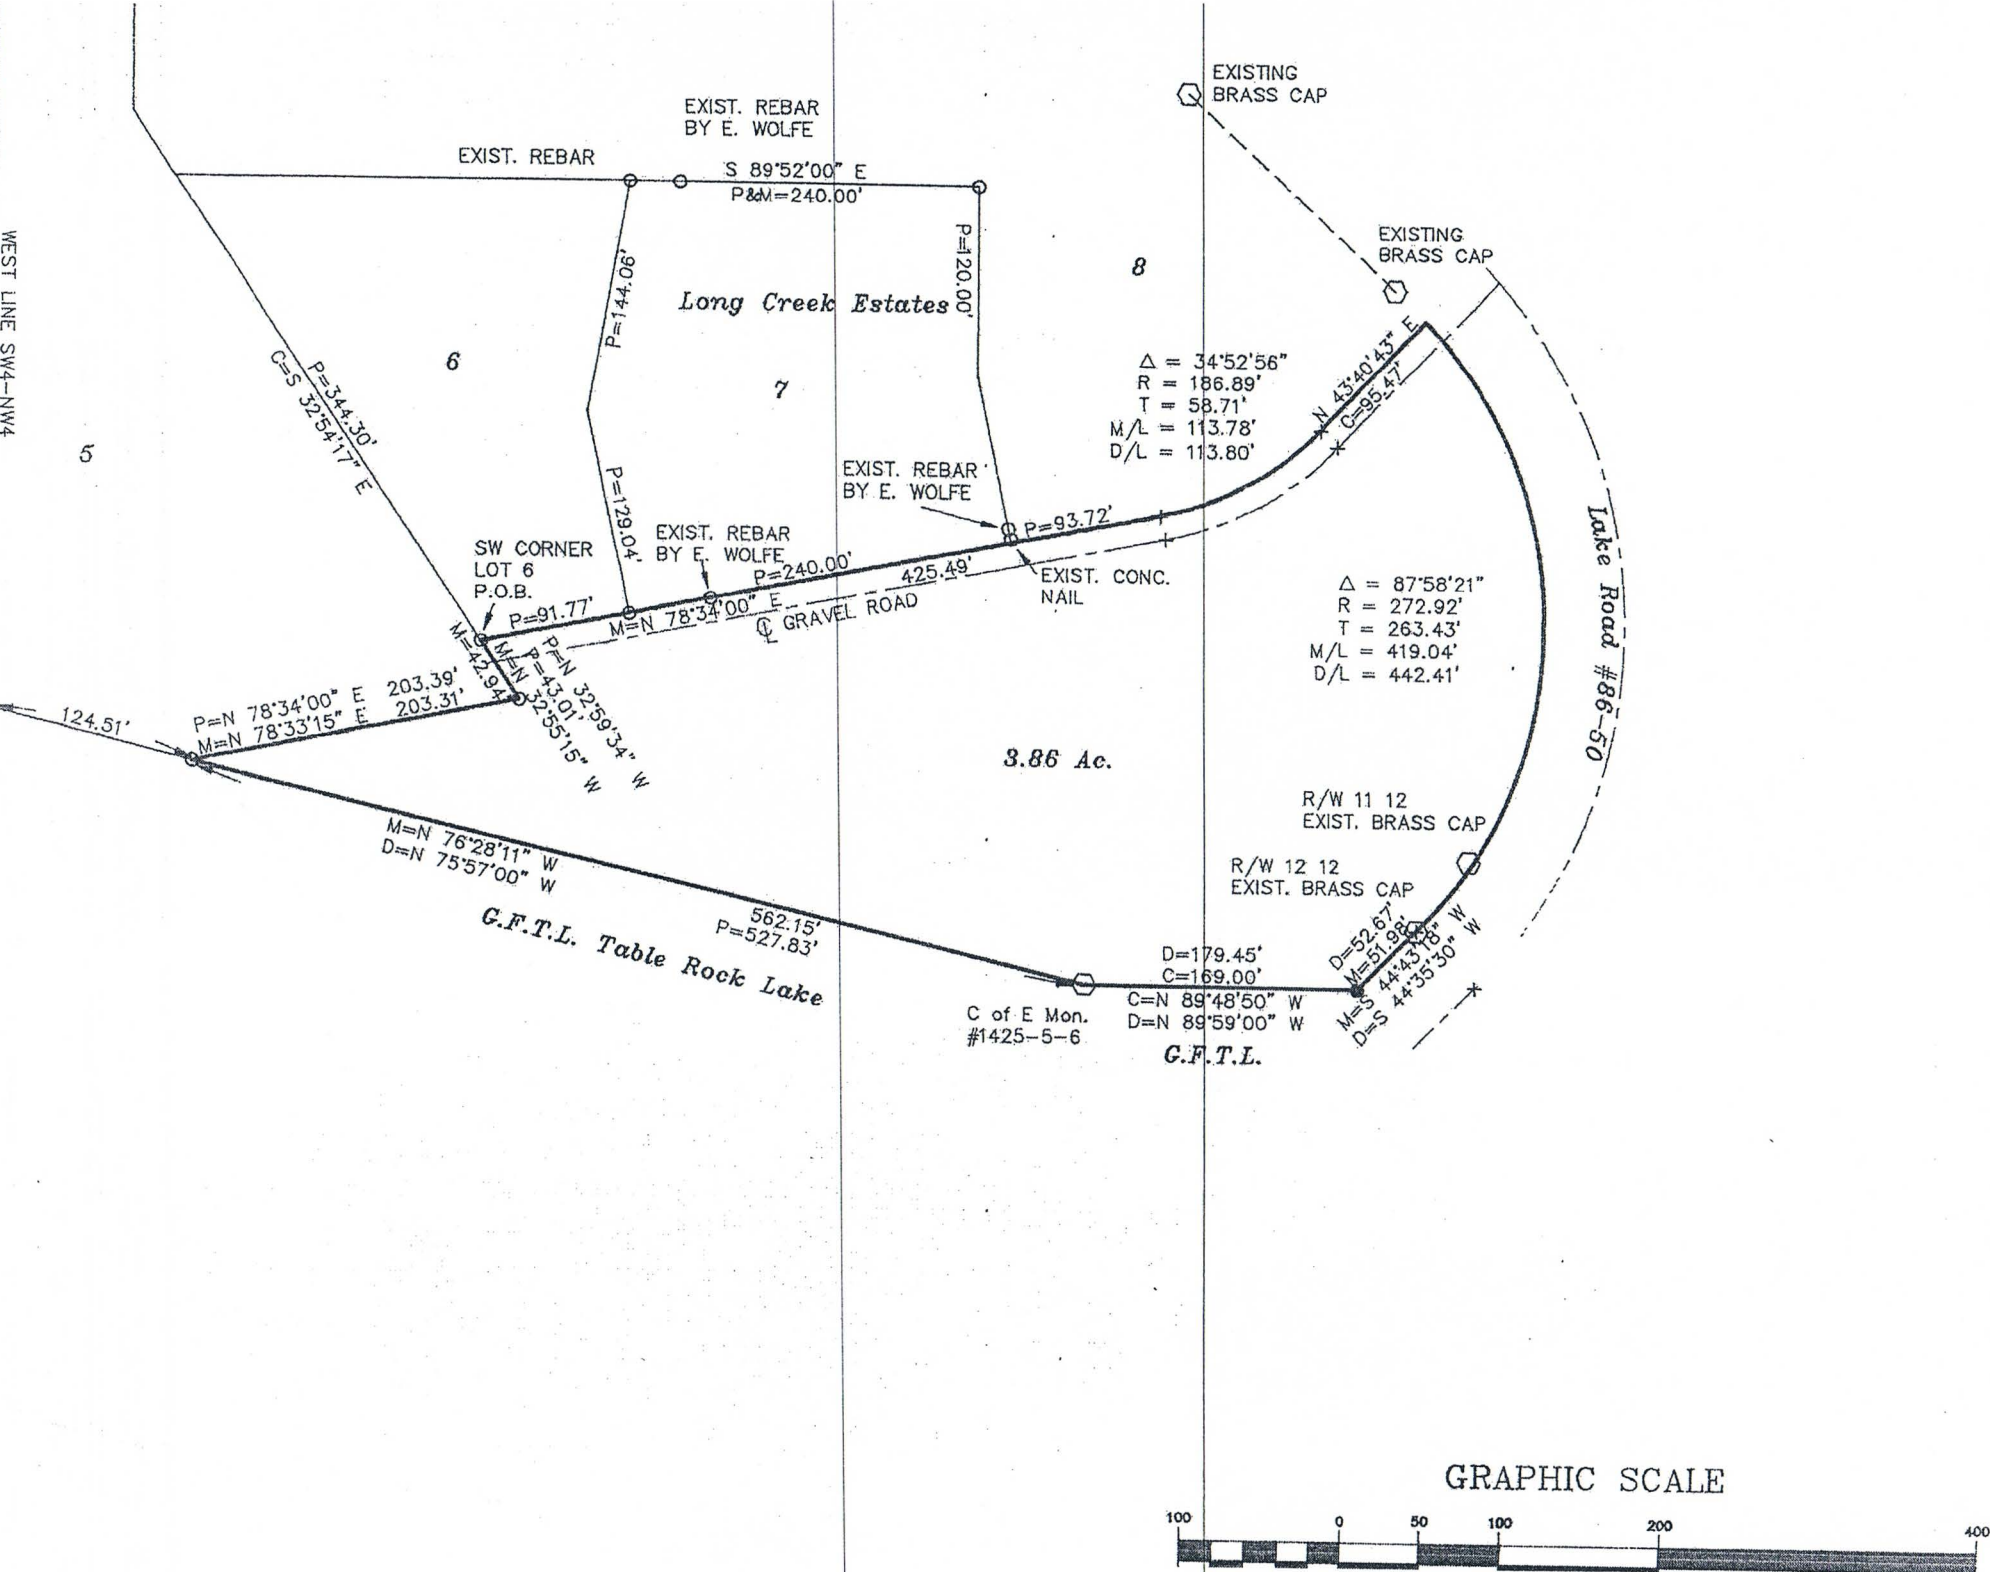 EXISTING
BRASS CAP
EXIST. REBAR
BY E. WOLFE
EXIST. REBAR
S 89°52'00" E
P&M=240.00'
WEST LINE SW4-NW4
EXISTING
BRASS CAP
P=144.06'
P=120.00'
8
Long Creek Estates
6
7
5
P=344.30'
C=S 32°54'17" E
Δ = 34°52'56"
R = 186.89'
T = 58.71'
M/L = 113.78'
D/L = 113.80'
N 43°40'43" E
C=95.47'
EXIST. REBAR
BY E. WOLFE
P=129.04'
P=93.72'
SW CORNER
LOT 6
P.O.B.
EXIST. REBAR
BY E. WOLFE
P=240.00'
425.49'
EXIST. CONC.
NAIL
P=91.77'
M=N 78°34'00" E
℄ GRAVEL ROAD
Δ = 87°58'21"
R = 272.92'
T = 263.43'
M/L = 419.04'
D/L = 442.41'
Lake Road #86-50
M=42.94'
P=N 32°59'34" W
P=43.01'
M=N 32°55'15" W
P=N 78°34'00" E 203.39'
M=N 78°33'15" E 203.31'
124.51'
3.86 Ac.
R/W 11 12
EXIST. BRASS CAP
R/W 12 12
EXIST. BRASS CAP
M=N 76°28'11" W
D=N 75°57'00" W
562.15'
P=527.83'
G.F.T.L. Table Rock Lake
D=52.67'
M=51.98'
M=S 44°43'18" W
D=S 44°35'30" W
D=179.45'
C=169.00'
C=N 89°48'50" W
D=N 89°59'00" W
G.F.T.L.
C of E Mon.
#1425-5-6
GRAPHIC SCALE
100 0 50 100 200 400